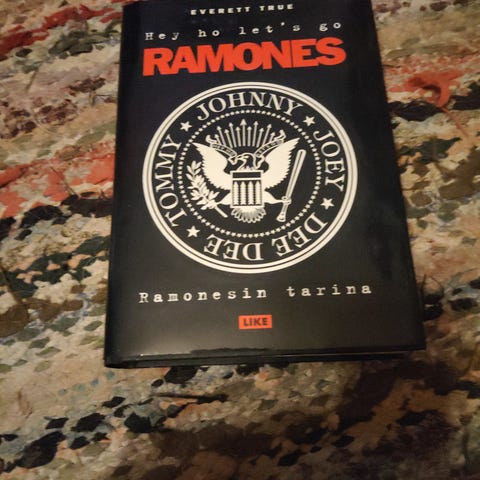 EVERETT TRUE
Hey ho let's go
RAMONES
JOHNNY ★ JOEY ★ DEE DEE ★ TOMMY ★
Ramonesin tarina
LIKE